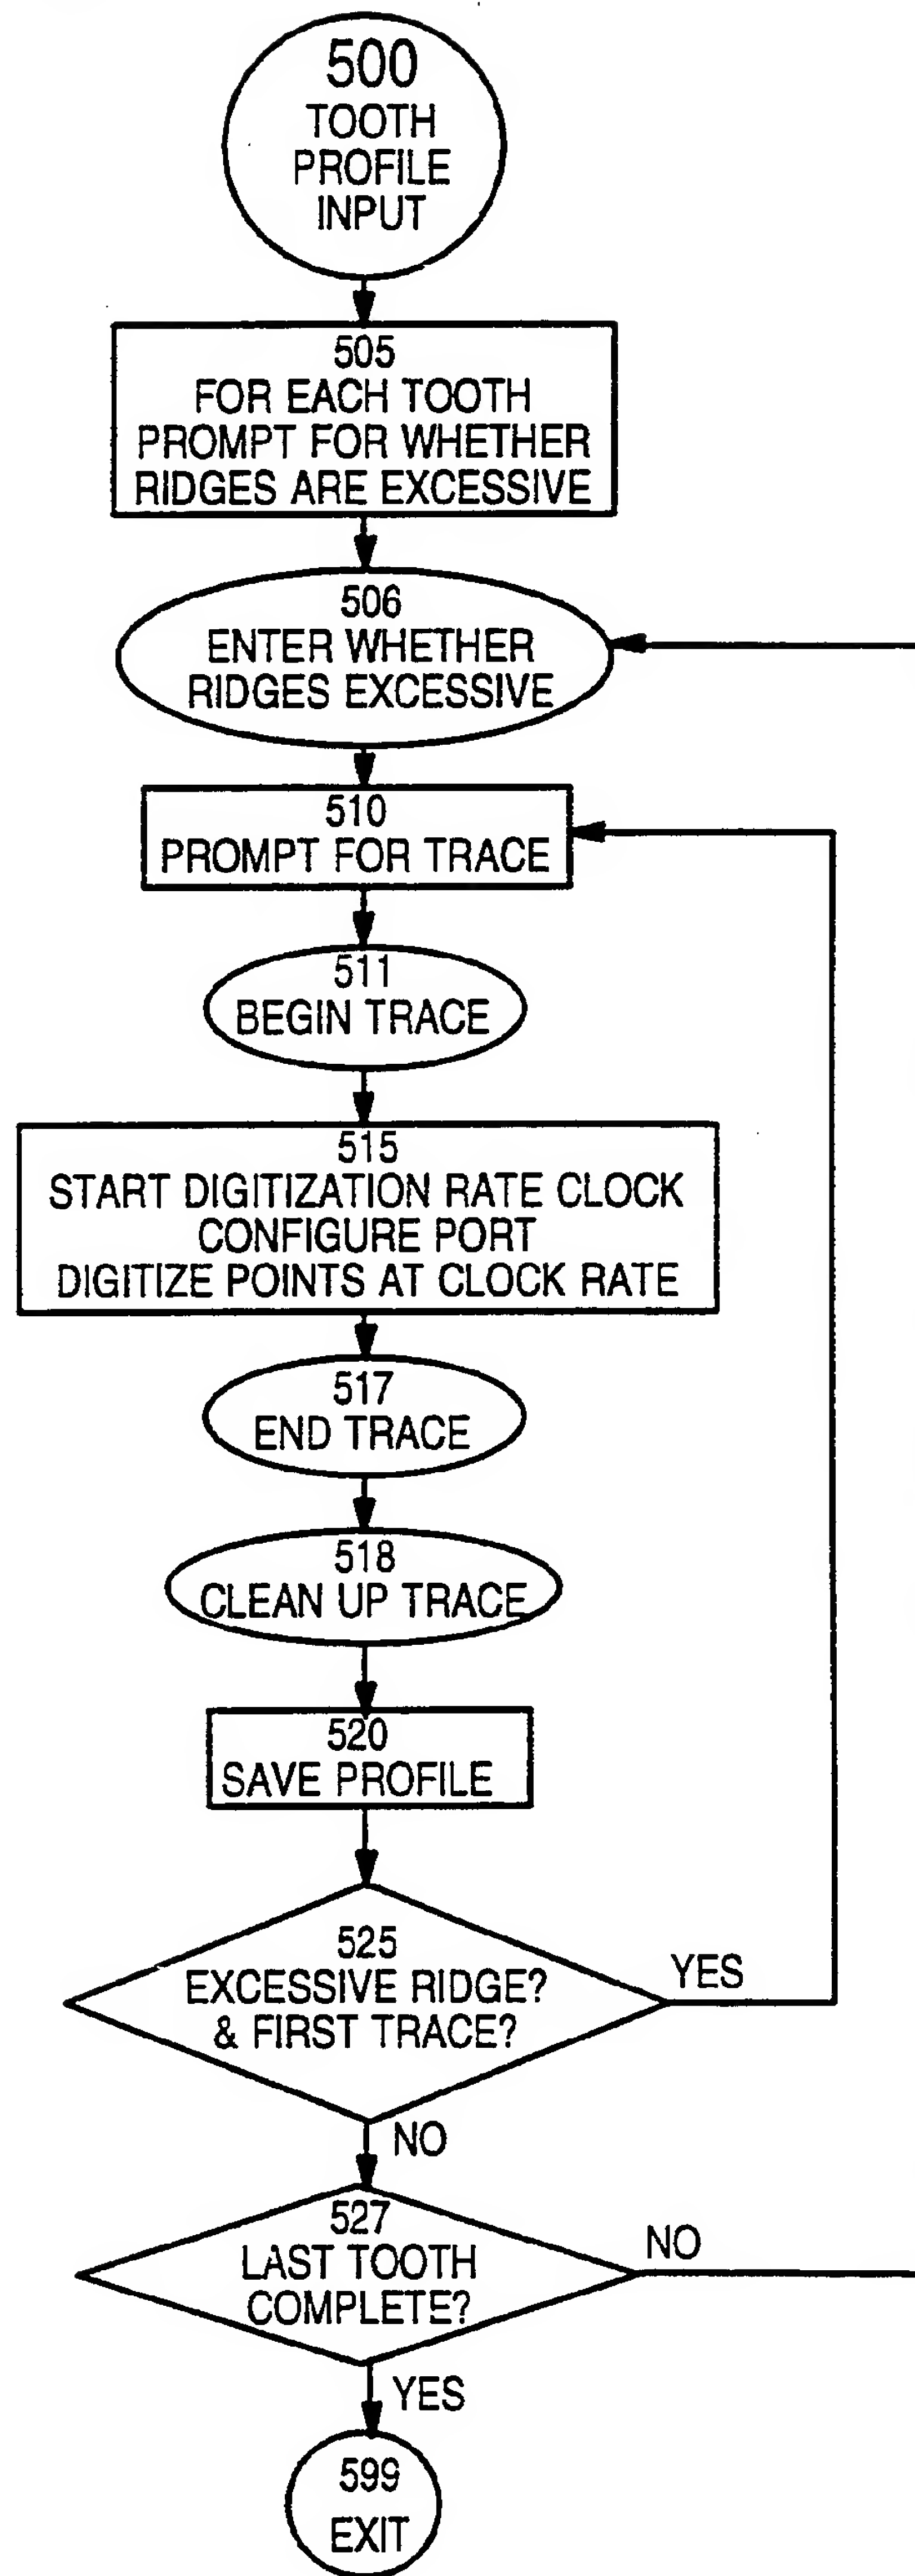 500
TOOTH
PROFILE
INPUT
505
FOR EACH TOOTH
PROMPT FOR WHETHER
RIDGES ARE EXCESSIVE
506
ENTER WHETHER
RIDGES EXCESSIVE
510
PROMPT FOR TRACE
511
BEGIN TRACE
515
START DIGITIZATION RATE CLOCK
CONFIGURE PORT
DIGITIZE POINTS AT CLOCK RATE
517
END TRACE
518
CLEAN UP TRACE
520
SAVE PROFILE
525
EXCESSIVE RIDGE?
& FIRST TRACE?
YES
NO
527
LAST TOOTH
COMPLETE?
NO
YES
599
EXIT